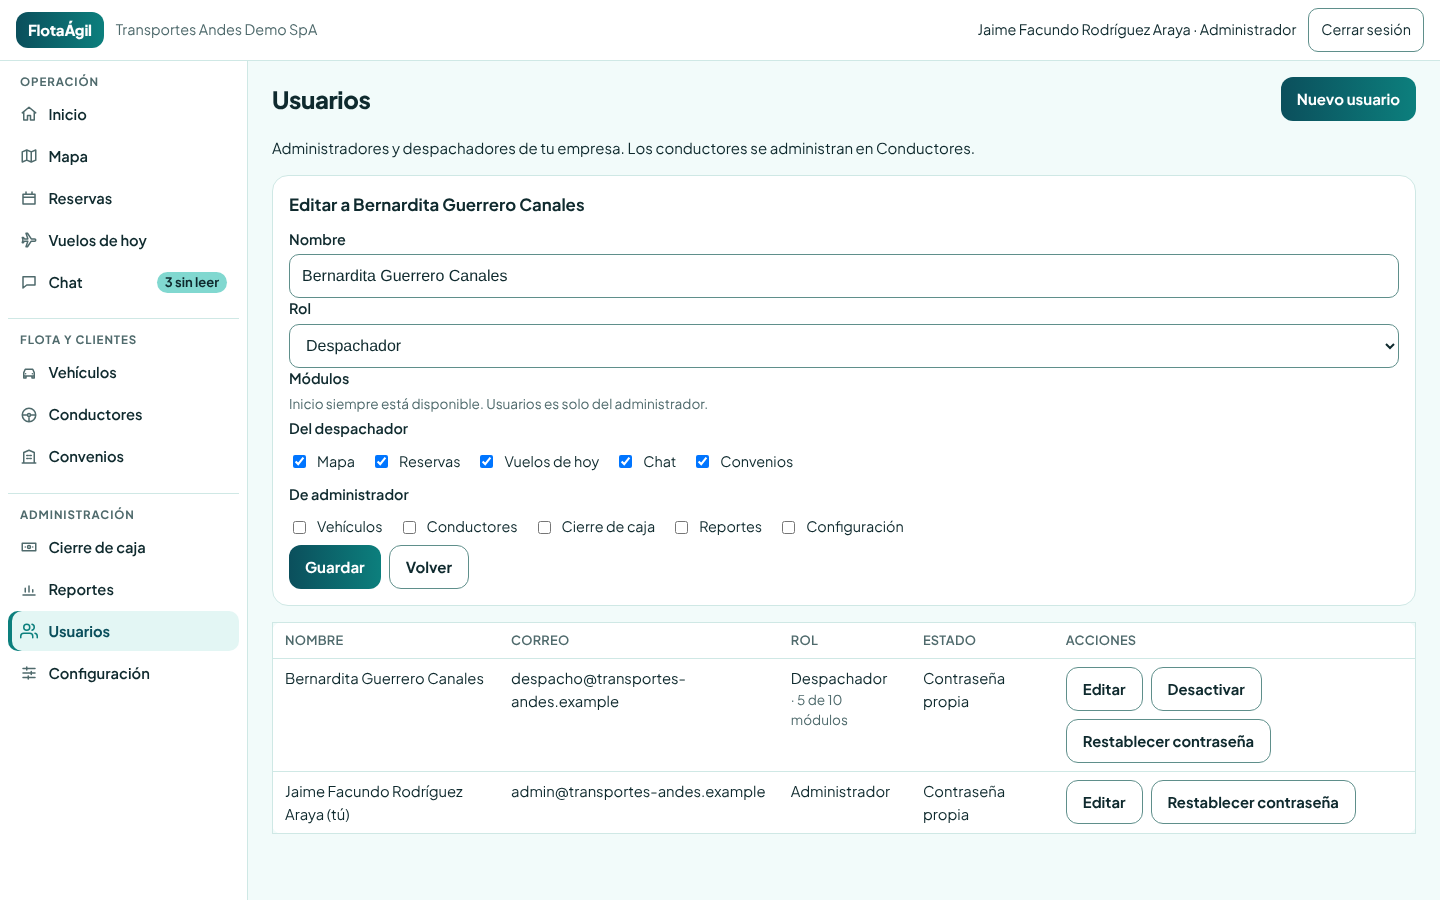 FlotaÁgil
Transportes Andes Demo SpA
Jaime Facundo Rodríguez Araya · Administrador
Cerrar sesión
OPERACIÓN
Inicio
Mapa
Reservas
Vuelos de hoy
Chat
3 sin leer
FLOTA Y CLIENTES
Vehículos
Conductores
Convenios
ADMINISTRACIÓN
Cierre de caja
Reportes
Usuarios
Configuración
Usuarios
Nuevo usuario
Administradores y despachadores de tu empresa. Los conductores se administran en Conductores.
Editar a Bernardita Guerrero Canales
Nombre
Bernardita Guerrero Canales
Rol
Despachador
Módulos
Inicio siempre está disponible. Usuarios es solo del administrador.
Del despachador
Mapa Reservas Vuelos de hoy Chat Convenios
De administrador
Vehículos Conductores Cierre de caja Reportes Configuración
Guardar Volver
NOMBRE CORREO ROL ESTADO ACCIONES
Bernardita Guerrero Canales
despacho@transportes-
andes.example
Despachador
· 5 de 10
módulos
Contraseña
propia
Editar Desactivar
Restablecer contraseña
Jaime Facundo Rodríguez
Araya (tú)
admin@transportes-andes.example
Administrador
Contraseña
propia
Editar Restablecer contraseña